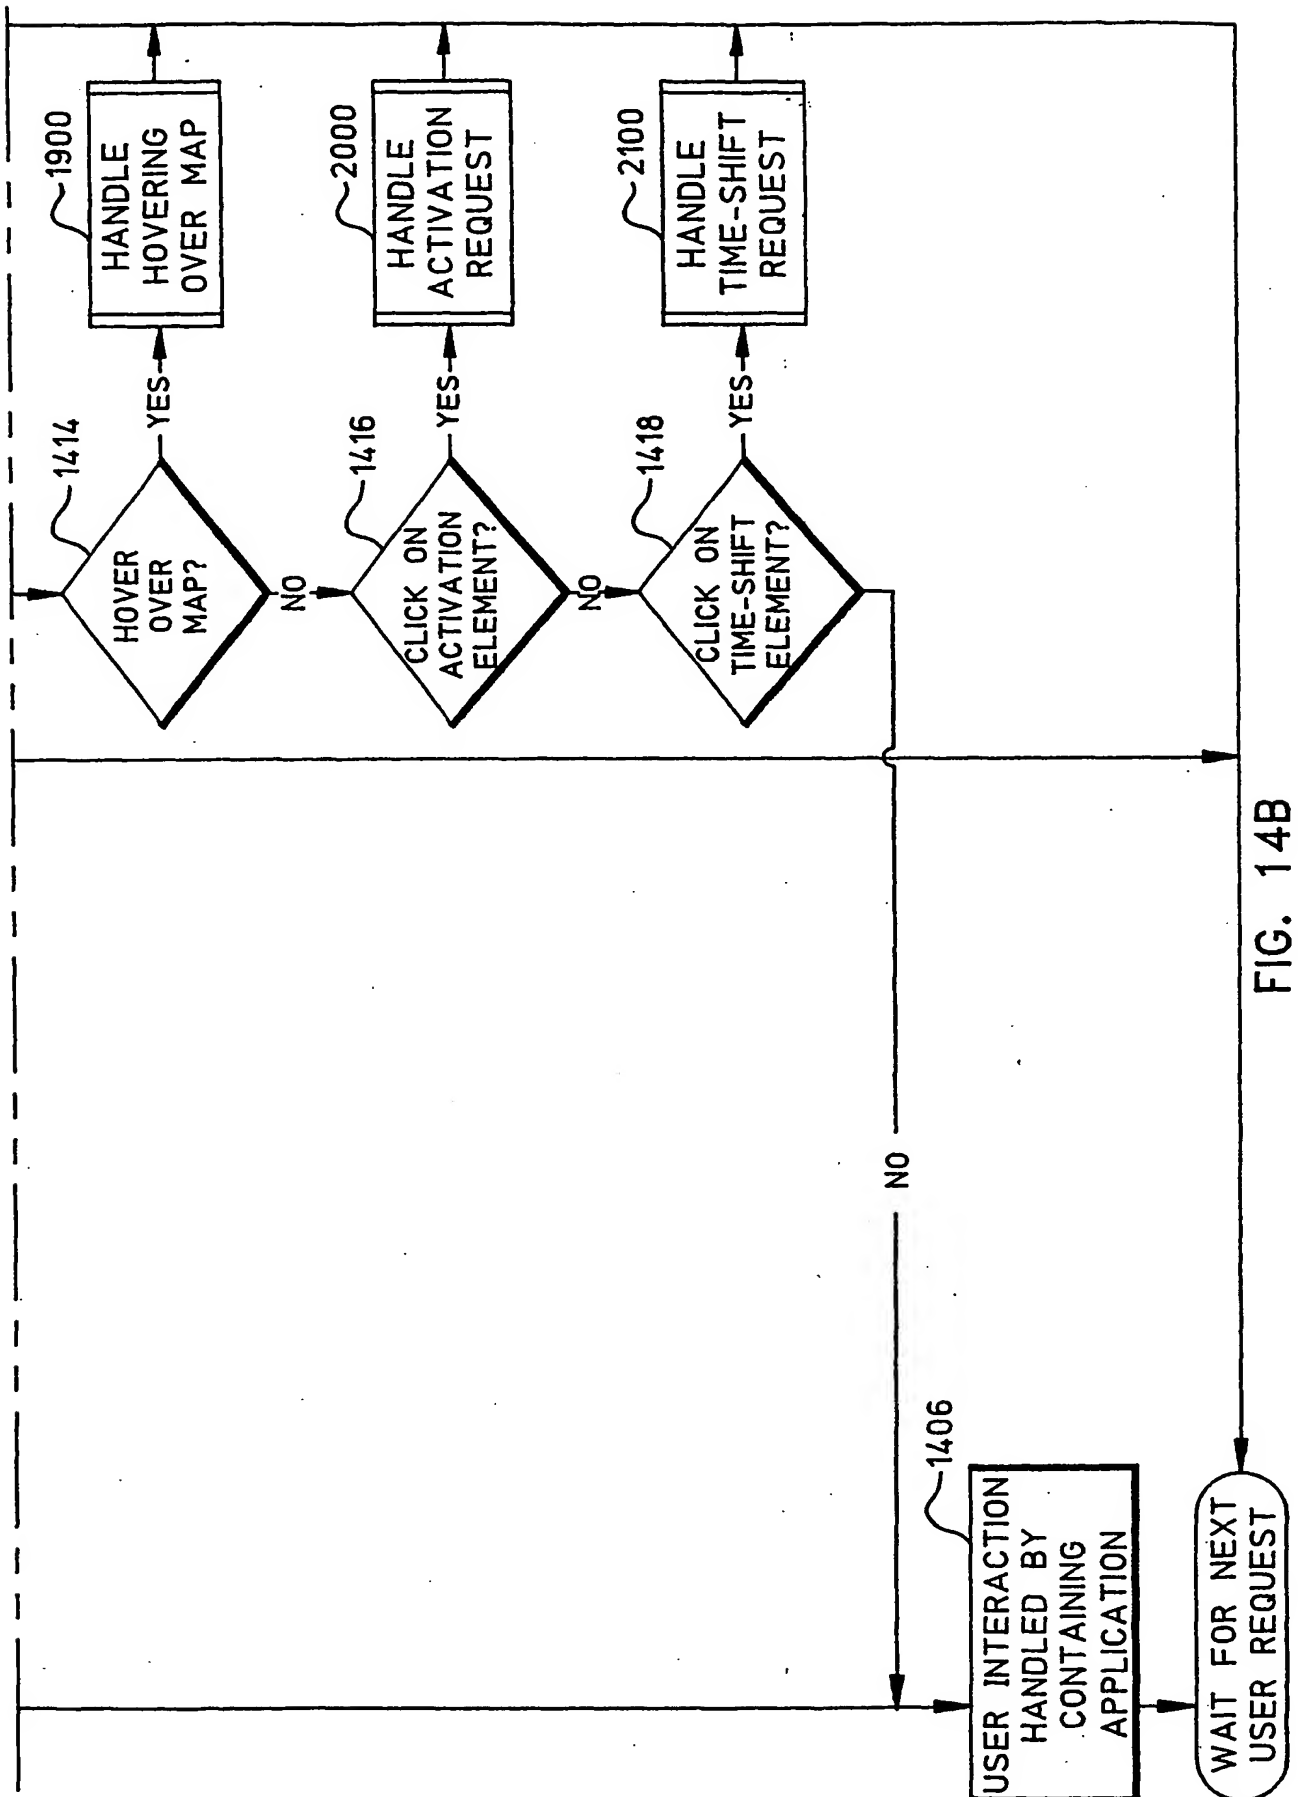 1414
HOVER
OVER
MAP?
YES
1900
HANDLE
HOVERING
OVER MAP
NO
1416
CLICK ON
ACTIVATION
ELEMENT?
YES
2000
HANDLE
ACTIVATION
REQUEST
NO
1418
CLICK ON
TIME-SHIFT
ELEMENT?
YES
2100
HANDLE
TIME-SHIFT
REQUEST
NO
1406
USER INTERACTION
HANDLED BY
CONTAINING
APPLICATION
WAIT FOR NEXT
USER REQUEST
FIG. 14B